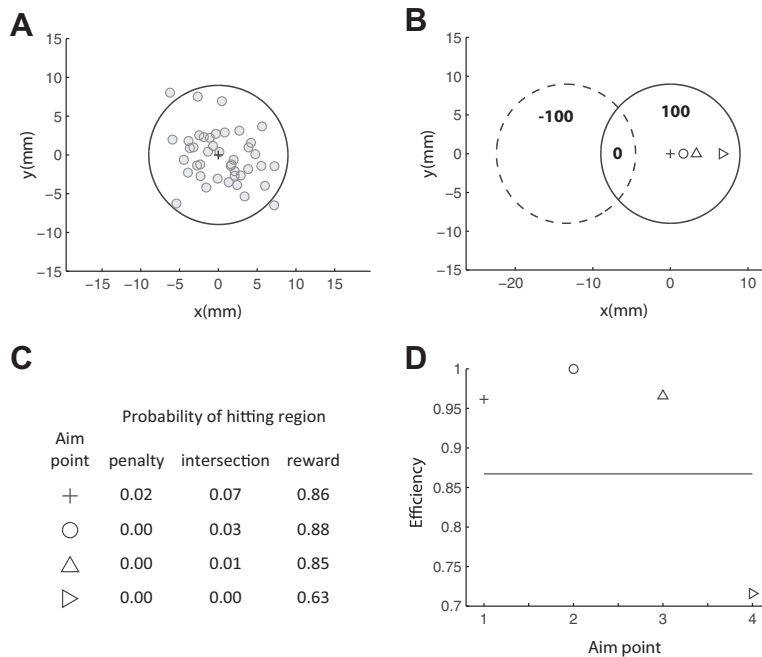 A
15
10
5
0
−5
−10
−15
y(mm)
−15 −10 −5 0 5 10 15
x(mm)
B
15
10
5
0
−5
−10
−15
y(mm)
-100
100
0
−20 −10 0 10
x(mm)
C
Probability of hitting region
Aim
point penalty intersection reward
0.02 0.07 0.86
0.00 0.03 0.88
0.00 0.01 0.85
0.00 0.00 0.63
D
1
0.95
0.9
0.85
0.8
0.75
0.7
Efficiency
1 2 3 4
Aim point